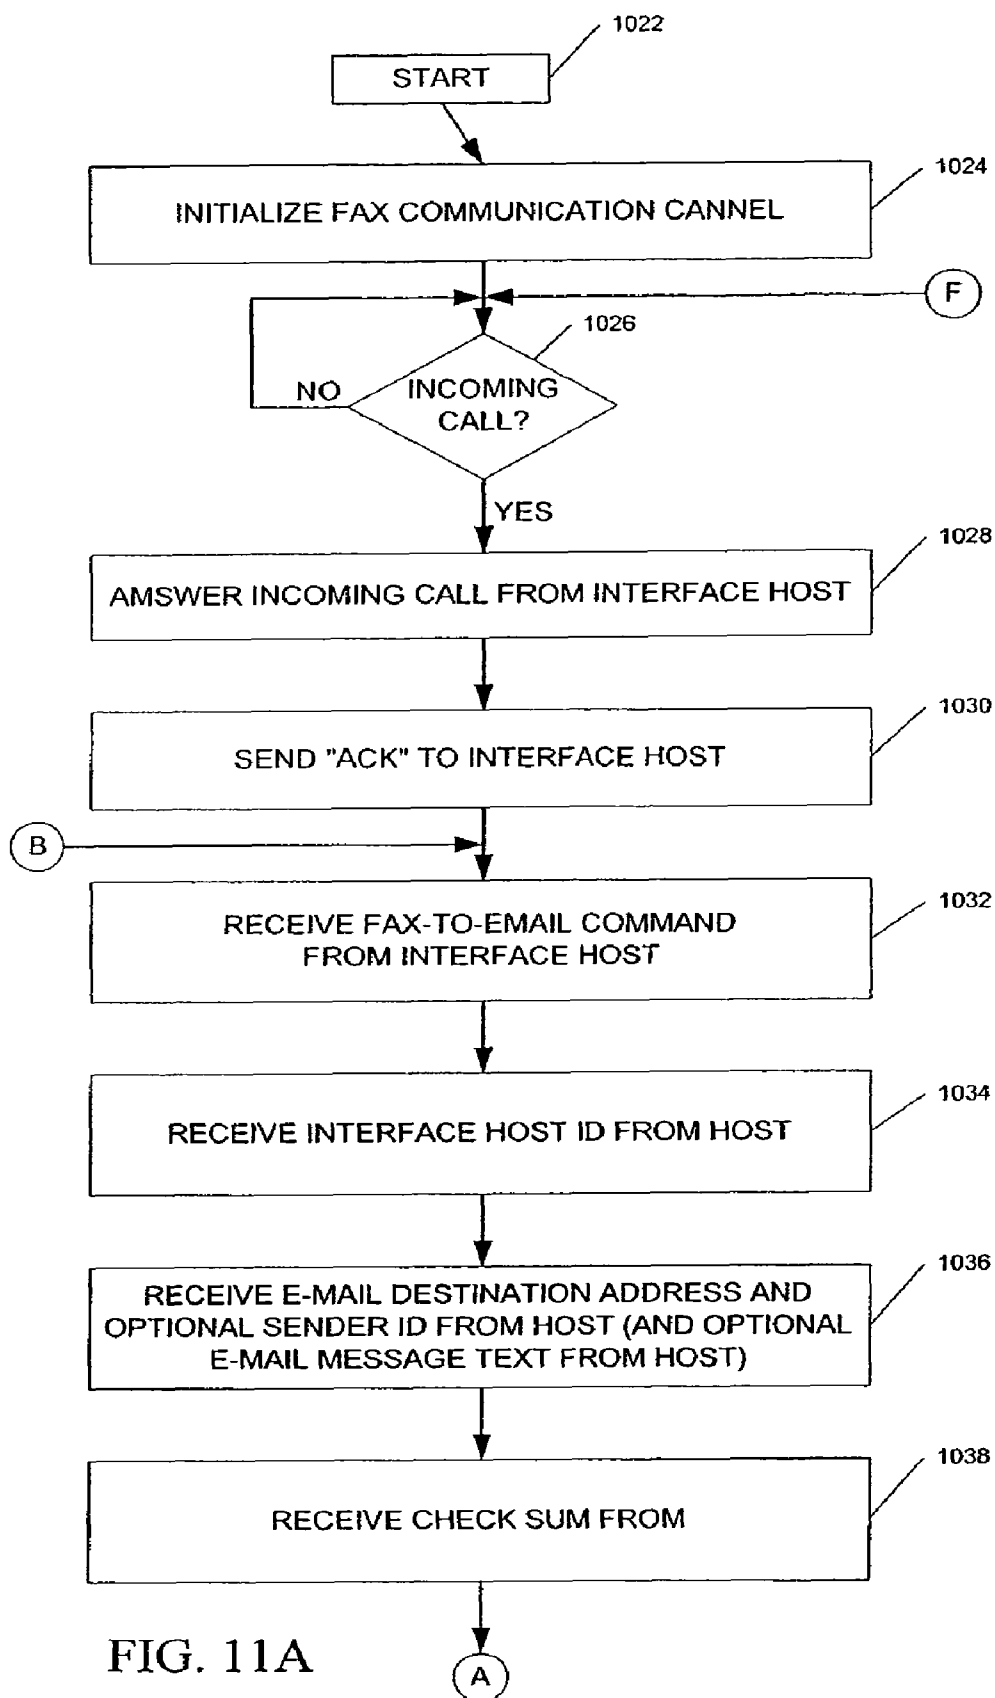 1022
START
1024
INITIALIZE FAX COMMUNICATION CANNEL
F
1026
INCOMING
CALL?
NO
YES
1028
AMSWER INCOMING CALL FROM INTERFACE HOST
1030
SEND "ACK" TO INTERFACE HOST
B
1032
RECEIVE FAX-TO-EMAIL COMMAND
FROM INTERFACE HOST
1034
RECEIVE INTERFACE HOST ID FROM HOST
1036
RECEIVE E-MAIL DESTINATION ADDRESS AND
OPTIONAL SENDER ID FROM HOST (AND OPTIONAL
E-MAIL MESSAGE TEXT FROM HOST)
1038
RECEIVE CHECK SUM FROM
FIG. 11A
A